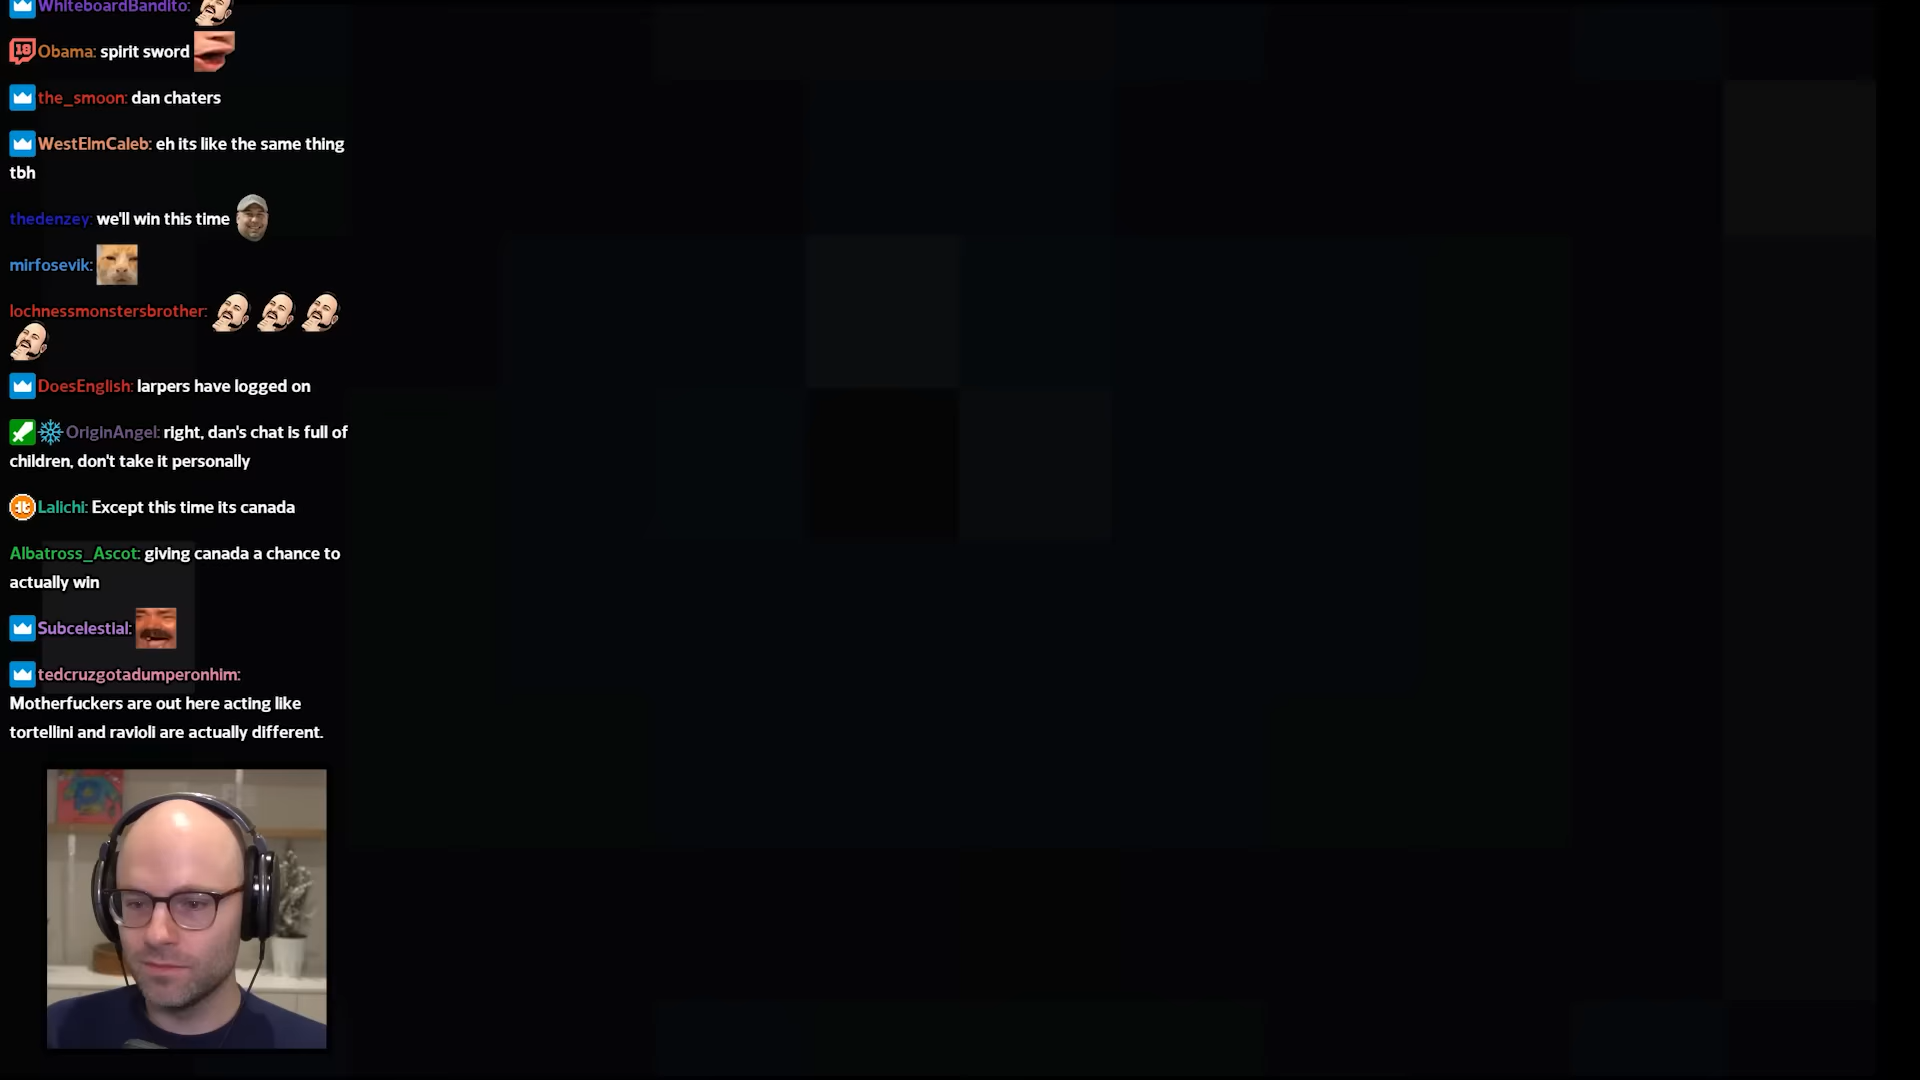 WhiteboardBandito:
Obama: spirit sword
the_smoon: dan chaters
WestElmCaleb: eh its like the same thing
tbh
thedenzey: we'll win this time
mirfosevik:
lochnessmonstersbrother:
DoesEnglish: larpers have logged on
OriginAngel: right, dan's chat is full of
children, don't take it personally
Lalichi: Except this time its canada
Albatross_Ascot: giving canada a chance to
actually win
Subcelestial:
tedcruzgotadumperonhim:
Motherfuckers are out here acting like
tortellini and ravioli are actually different.